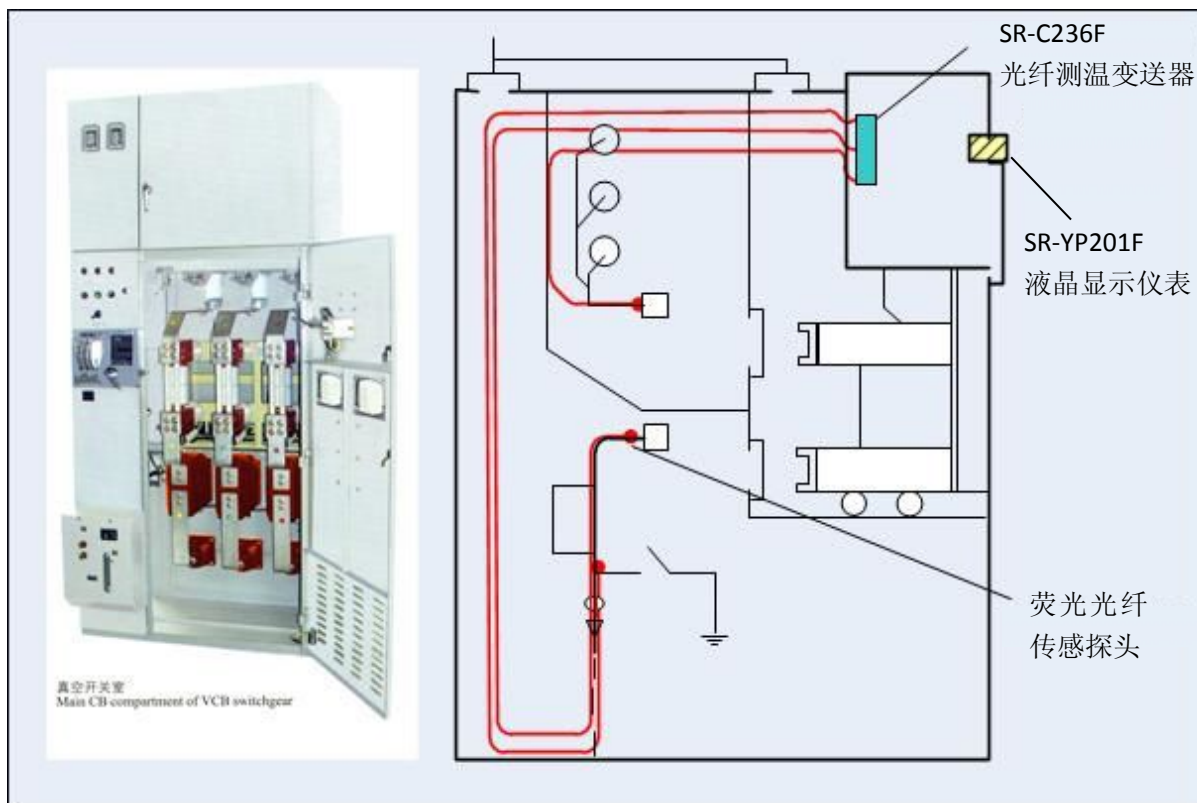 SR-C236F
光纤测温变送器
SR-YP201F
液晶显示仪表
荧光光纤
传感探头
真空开关室
Main CB compartment of VCB switchgear